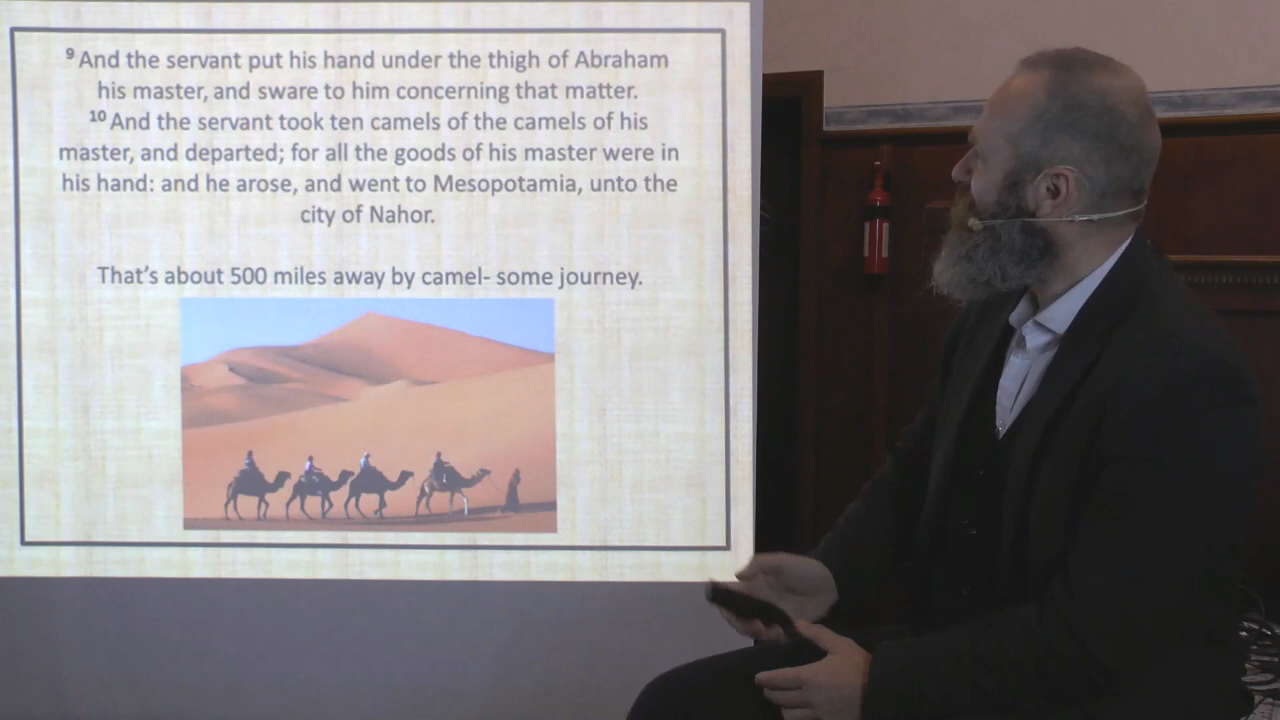 9 And the servant put his hand under the thigh of Abraham
his master, and sware to him concerning that matter.
10 And the servant took ten camels of the camels of his
master, and departed; for all the goods of his master were in
his hand: and he arose, and went to Mesopotamia, unto the
city of Nahor.
That's about 500 miles away by camel- some journey.